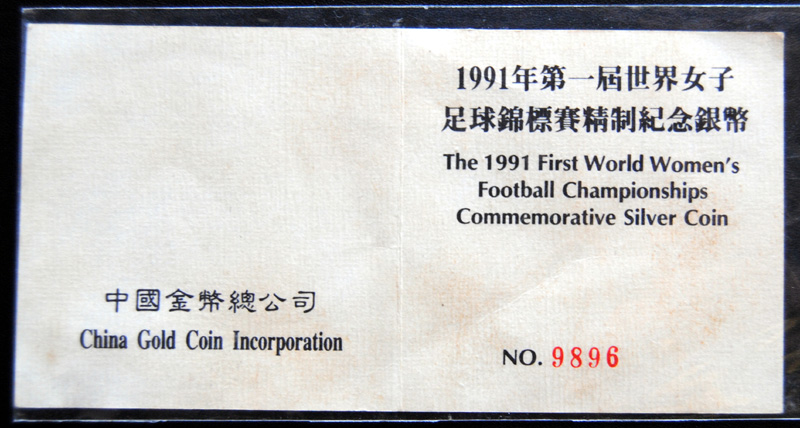 中國金幣總公司
China Gold Coin Incorporation
1991年第一屆世界女子
足球錦標賽精制紀念銀幣
The 1991 First World Women's
Football Championships
Commemorative Silver Coin
NO. 9896